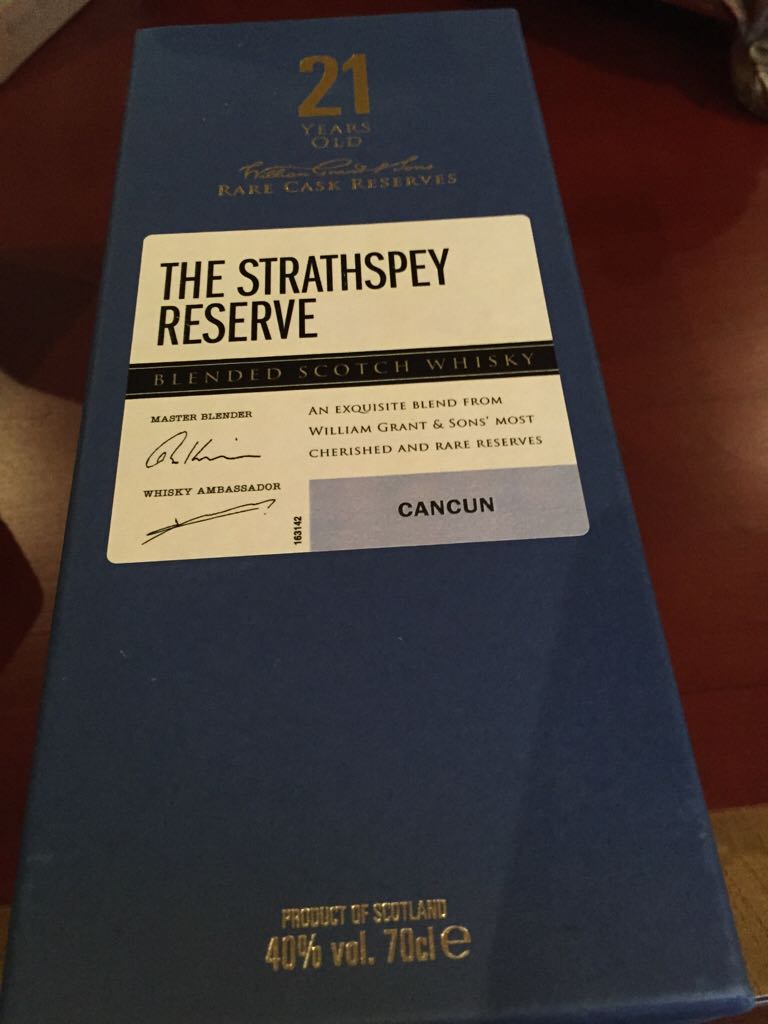 21
YEARS
OLD
William Grant & Sons
RARE CASK RESERVES
THE STRATHSPEY
RESERVE
BLENDED SCOTCH WHISKY
MASTER BLENDER
WHISKY AMBASSADOR
AN EXQUISITE BLEND FROM
WILLIAM GRANT & SONS' MOST
CHERISHED AND RARE RESERVES
163142
CANCUN
PRODUCT OF SCOTLAND
40% vol. 70cl e